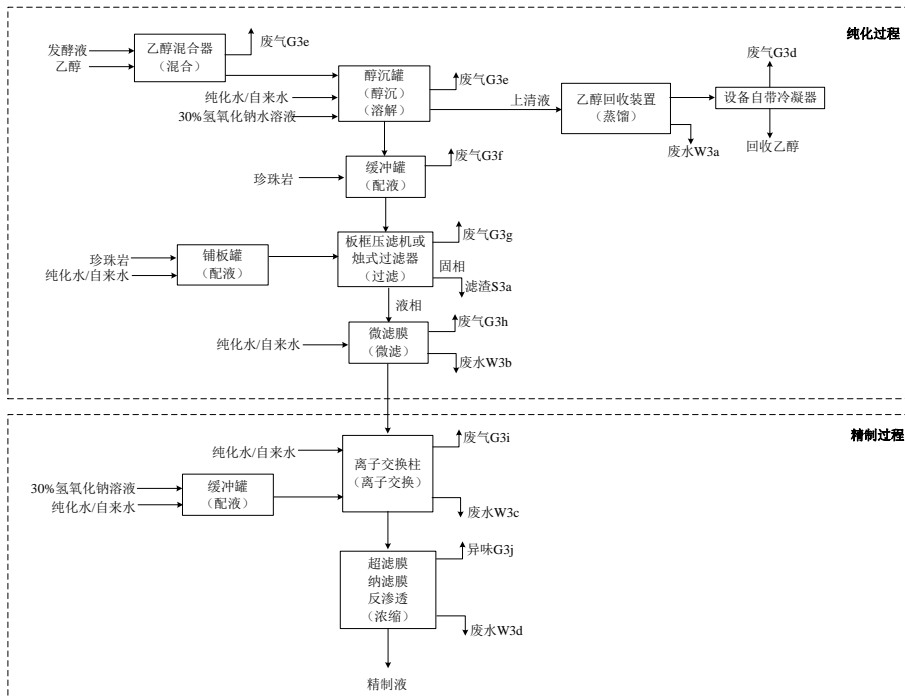 纯化过程
废气G3e
发酵液
乙醇
乙醇混合器
（混合）
废气G3d
废气G3e
醇沉罐
（醇沉）
（溶解）
纯化水/自来水
30%氢氧化钠水溶液
上清液
乙醇回收装置
（蒸馏）
设备自带冷凝器
废水W3a
回收乙醇
废气G3f
缓冲罐
（配液）
珍珠岩
废气G3g
板框压滤机或
烛式过滤器
（过滤）
铺板罐
（配液）
珍珠岩
纯化水/自来水
固相
滤渣S3a
液相
废气G3h
微滤膜
（微滤）
纯化水/自来水
废水W3b
精制过程
废气G3i
纯化水/自来水
离子交换柱
（离子交换）
30%氢氧化钠溶液
纯化水/自来水
缓冲罐
（配液）
废水W3c
异味G3j
超滤膜
纳滤膜
反渗透
（浓缩）
废水W3d
精制液